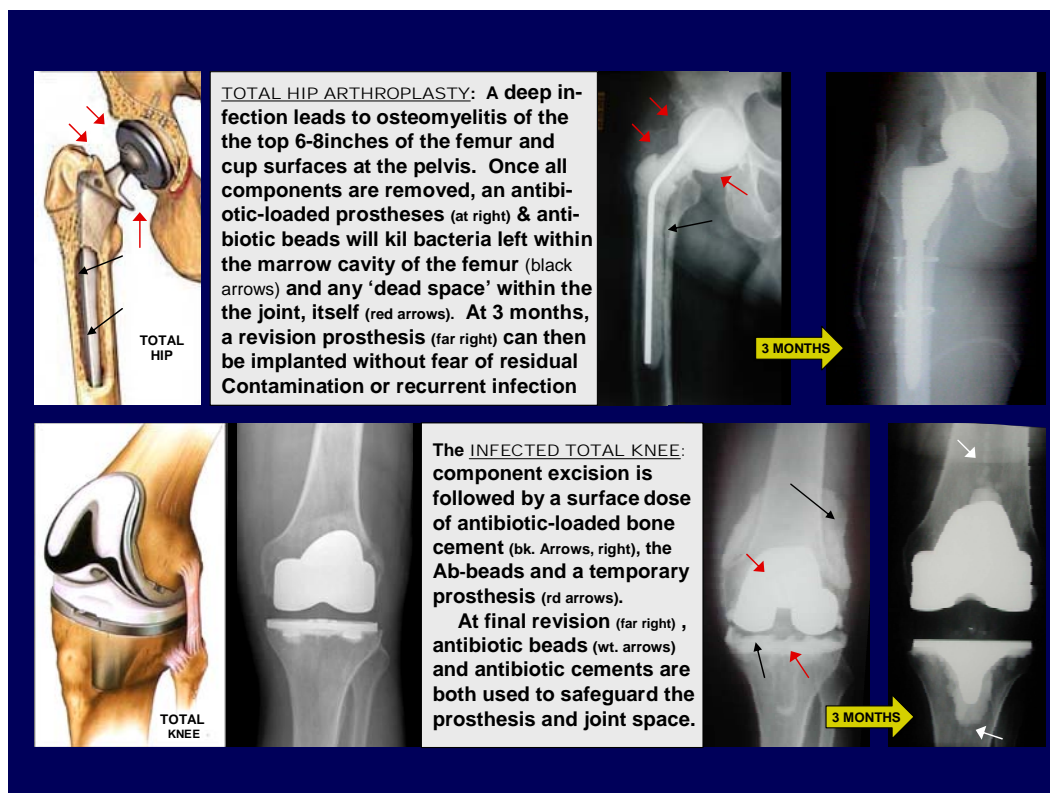 TOTAL HIP ARTHROPLASTY: A deep in-
fection leads to osteomyelitis of the
the top 6-8inches of the femur and
cup surfaces at the pelvis. Once all
components are removed, an antibi-
otic-loaded prostheses (at right) & anti-
biotic beads will kil bacteria left within
the marrow cavity of the femur (black
arrows) and any ‘dead space’ within the
the joint, itself (red arrows). At 3 months,
a revision prosthesis (far right) can then
be implanted without fear of residual
Contamination or recurrent infection
TOTAL
HIP
3 MONTHS
The INFECTED TOTAL KNEE:
component excision is
followed by a surface dose
of antibiotic-loaded bone
cement (bk. Arrows, right), the
Ab-beads and a temporary
prosthesis (rd arrows).
At final revision (far right) ,
antibiotic beads (wt. arrows)
and antibiotic cements are
both used to safeguard the
prosthesis and joint space.
TOTAL
KNEE
3 MONTHS